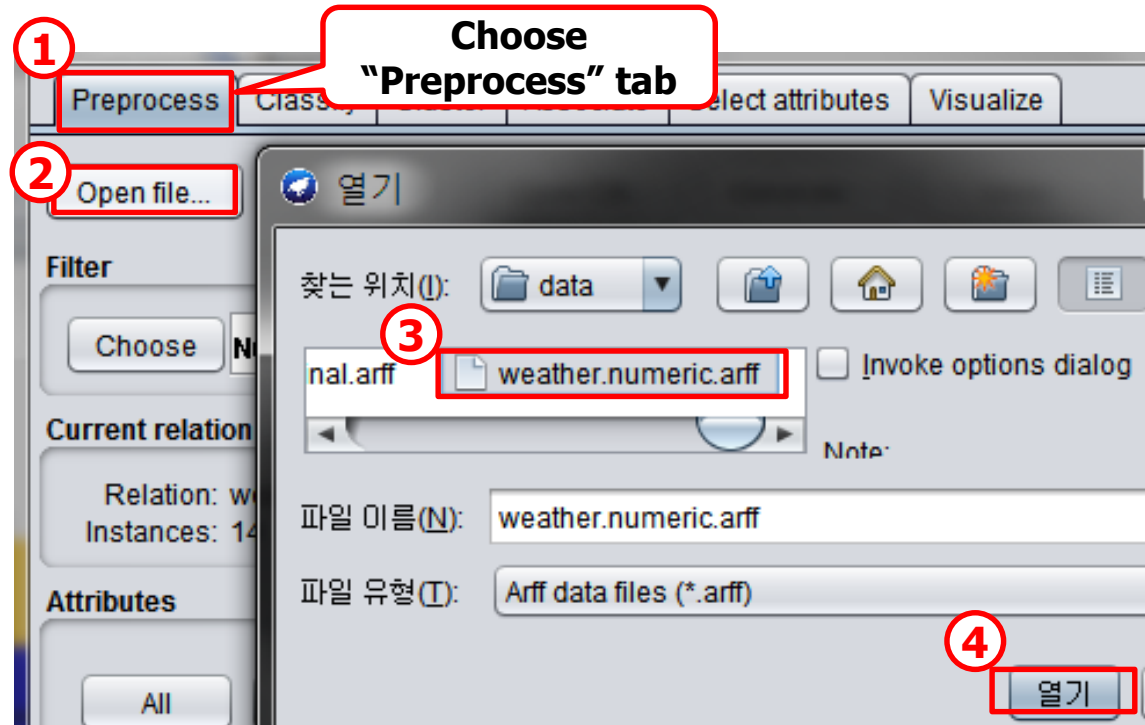 1
Choose
“Preprocess” tab
Preprocess
Select attributes
Visualize
2
Open file...
열기
Filter
찾는 위치(I):
data
Choose
3
nal.arff
weather.numeric.arff
Invoke options dialog
Current relation
Note:
Relation: we
Instances: 14
파일 이름(N):
weather.numeric.arff
Attributes
파일 유형(T):
Arff data files (*.arff)
4
All
열기